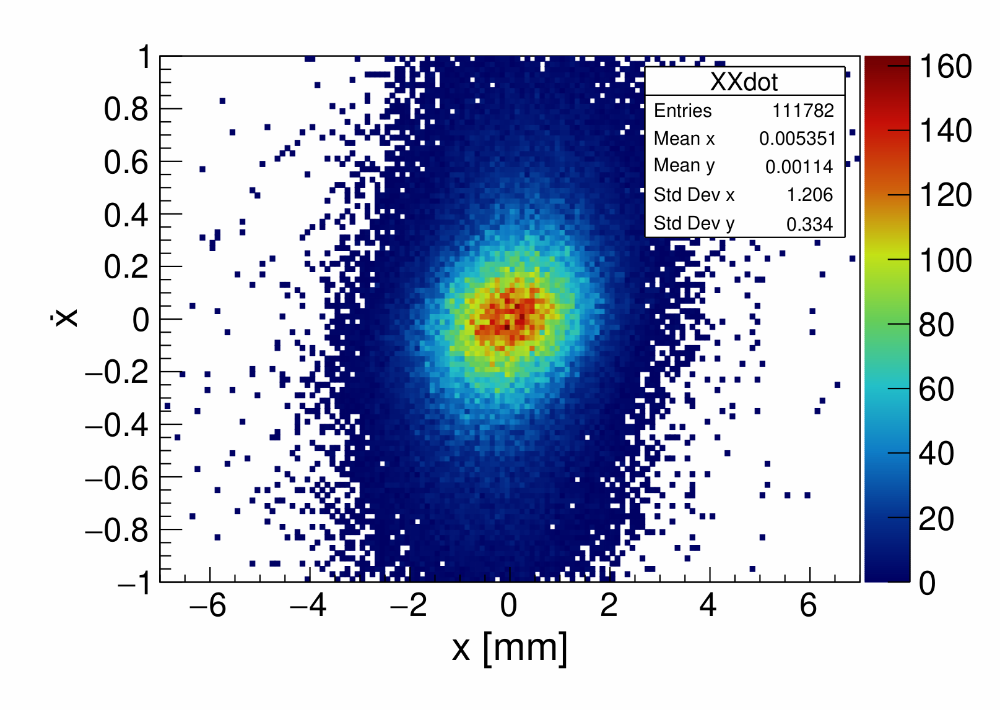 XXdot
Entries 111782
Mean x 0.005351
Mean y 0.00114
Std Dev x 1.206
Std Dev y 0.334
1
0.8
0.6
0.4
0.2
0
−0.2
−0.4
−0.6
−0.8
−1
ẋ
−6 −4 −2 0 2 4 6
x [mm]
160
140
120
100
80
60
40
20
0